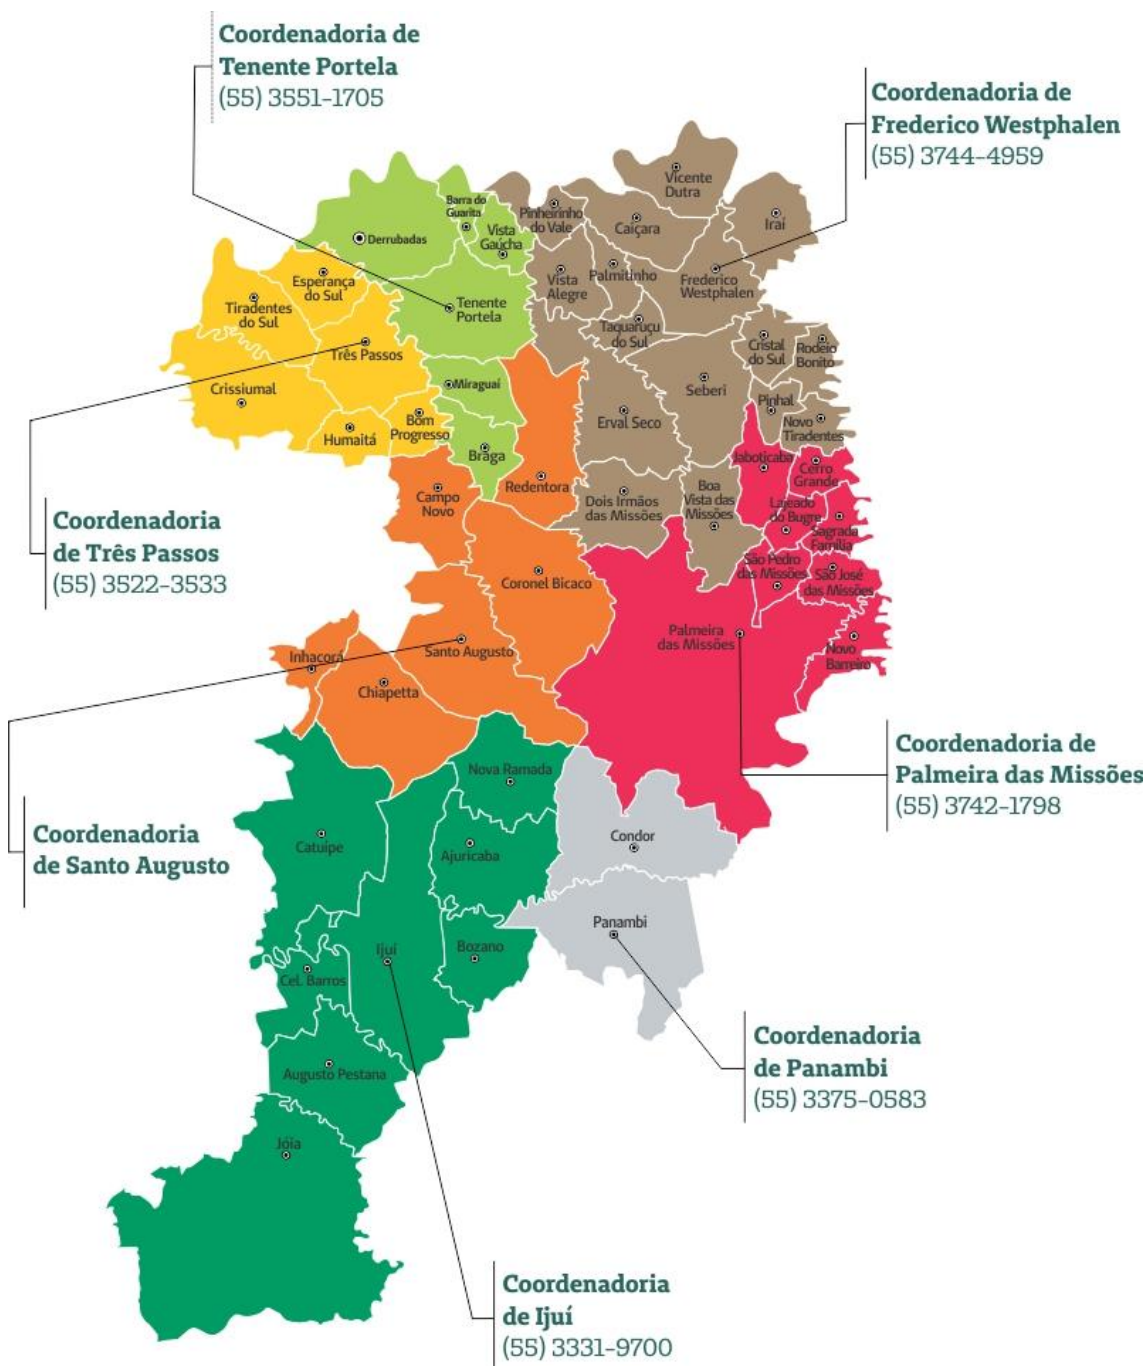 Coordenadoria de
Tenente Portela
(55) 3551-1705
Coordenadoria de
Frederico Westphalen
(55) 3744-4959
Vicente
Dutra
Barra do
Guarita
Pinheirinho
do Vale
Caiçara
Iraí
Derrubadas
Vista
Gaúcha
Esperança
do Sul
Vista
Alegre
Palmitinho
Frederico
Westphalen
Tiradentes
do Sul
Tenente
Portela
Taquaruçu
do Sul
Cristal
do Sul
Rodeio
Bonito
Três Passos
Crissiumal
Miraguaí
Seberi
Pinhal
Humaitá
Bom
Progresso
Erval Seco
Novo
Tiradentes
Braga
Jaboticaba
Cerro
Grande
Campo
Novo
Redentora
Dois Irmãos
das Missões
Boa
Vista das
Missões
Lajeado
do Bugre
Sagrada
Família
Coordenadoria
de Três Passos
(55) 3522-3533
Coronel Bicaco
São Pedro
das Missões
São José
das Missões
Palmeira
das Missões
Novo
Barreiro
Inhacorá
Santo Augusto
Chiapetta
Coordenadoria de
Palmeira das Missões
(55) 3742-1798
Nova Ramada
Coordenadoria
de Santo Augusto
Catuípe
Ajuricaba
Condor
Panambi
Ijuí
Bozano
Cel. Barros
Coordenadoria
de Panambi
(55) 3375-0583
Augusto Pestana
Jóia
Coordenadoria
de Ijuí
(55) 3331-9700